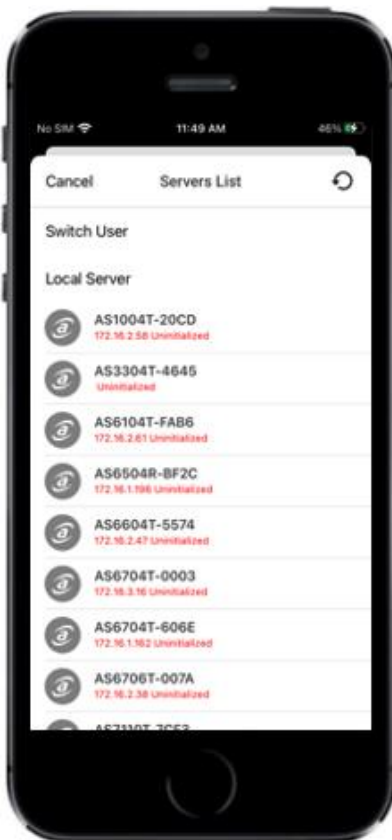 No SIM 11:49 AM 46%
Cancel Servers List
Switch User
Local Server
AS1004T-20CD
172.16.2.58 Uninitialized
AS3304T-4645
Uninitialized
AS6104T-FAB6
172.16.2.61 Uninitialized
AS6504R-BF2C
172.16.1.196 Uninitialized
AS6604T-5574
172.16.2.47 Uninitialized
AS6704T-0003
172.16.3.16 Uninitialized
AS6704T-606E
172.16.1.162 Uninitialized
AS6706T-007A
172.16.2.38 Uninitialized